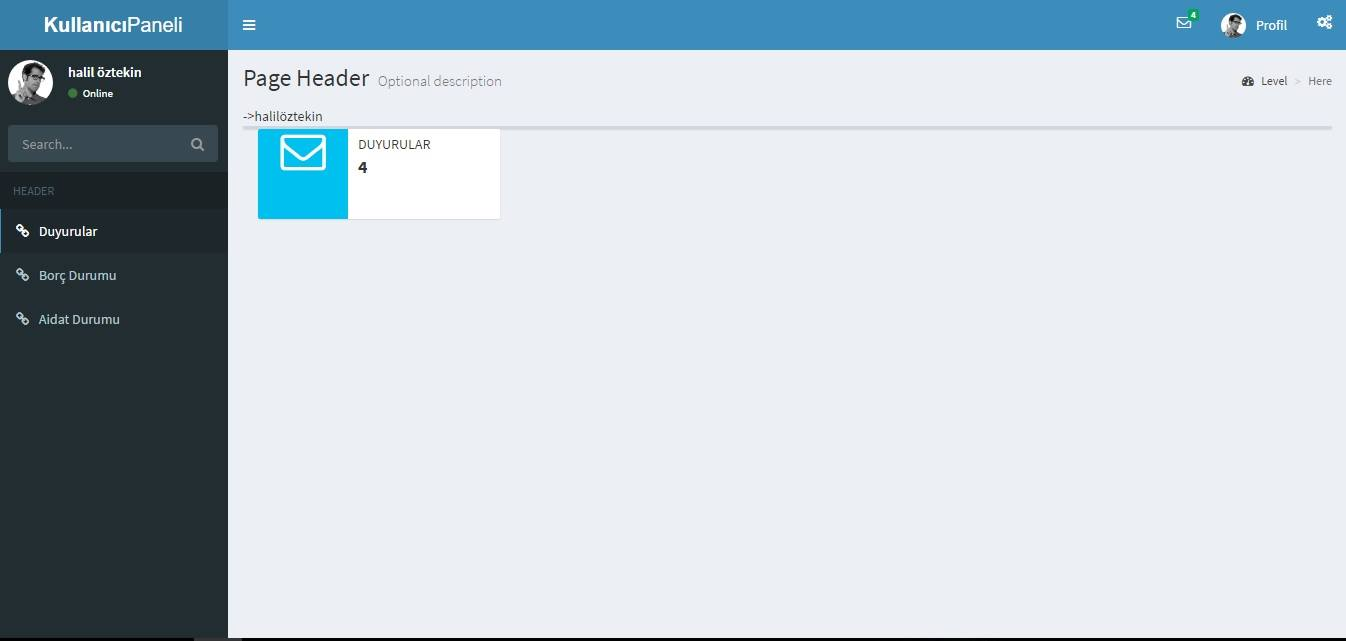 KullanıcıPaneli
4
Profil
halil öztekin
Online
Search...
HEADER
Duyurular
Borç Durumu
Aidat Durumu
Page Header Optional description
Level > Here
->halilöztekin
DUYURULAR
4